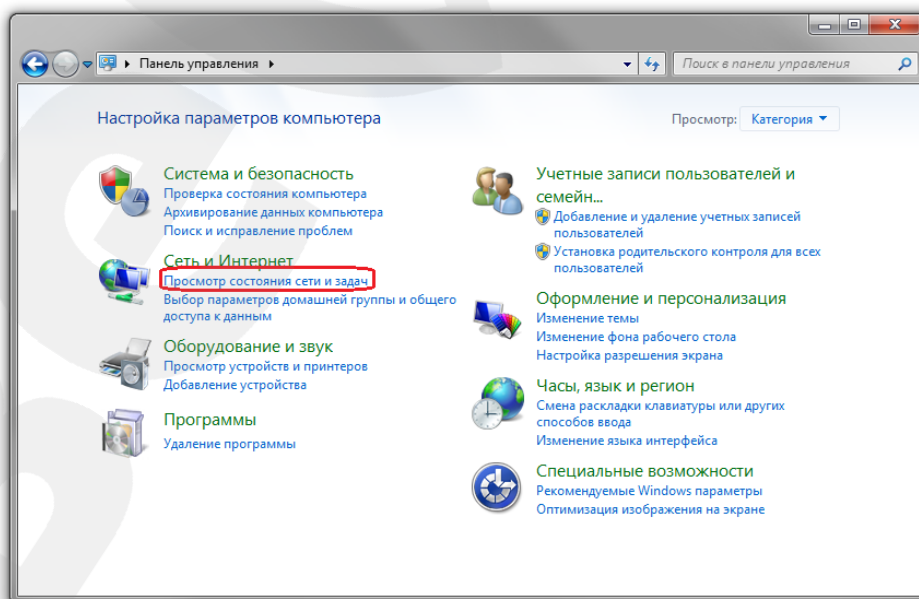 Панель управления
Поиск в панели управления
Настройка параметров компьютера
Просмотр: Категория
Система и безопасность
Проверка состояния компьютера
Архивирование данных компьютера
Поиск и исправление проблем
Сеть и Интернет
Просмотр состояния сети и задач
Выбор параметров домашней группы и общего
доступа к данным
Оборудование и звук
Просмотр устройств и принтеров
Добавление устройства
Программы
Удаление программы
Учетные записи пользователей и
семейн...
Добавление и удаление учетных записей
пользователей
Установка родительского контроля для всех
пользователей
Оформление и персонализация
Изменение темы
Изменение фона рабочего стола
Настройка разрешения экрана
Часы, язык и регион
Смена раскладки клавиатуры или других
способов ввода
Изменение языка интерфейса
Специальные возможности
Рекомендуемые Windows параметры
Оптимизация изображения на экране